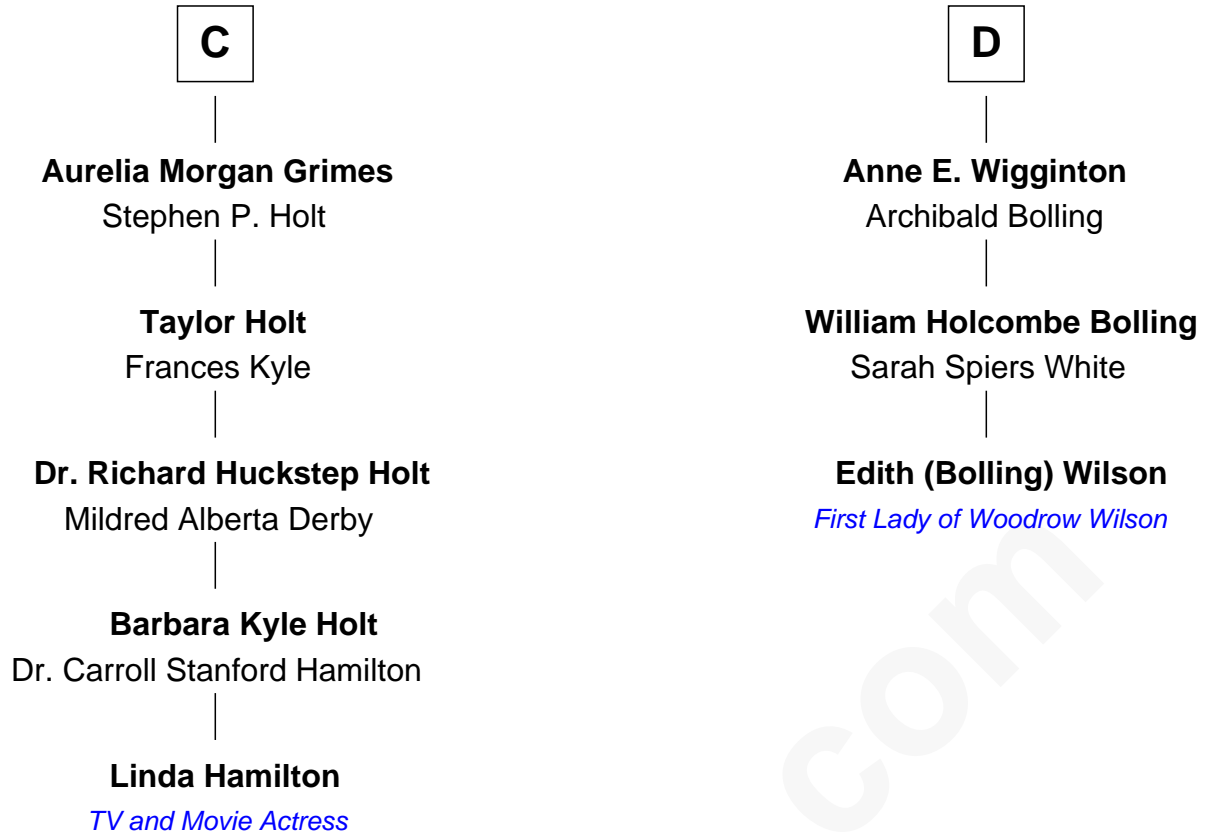 C
Aurelia Morgan Grimes
Stephen P. Holt
Taylor Holt
Frances Kyle
Dr. Richard Huckstep Holt
Mildred Alberta Derby
Barbara Kyle Holt
Dr. Carroll Stanford Hamilton
Linda Hamilton
TV and Movie Actress
D
Anne E. Wigginton
Archibald Bolling
William Holcombe Bolling
Sarah Spiers White
Edith (Bolling) Wilson
First Lady of Woodrow Wilson
com